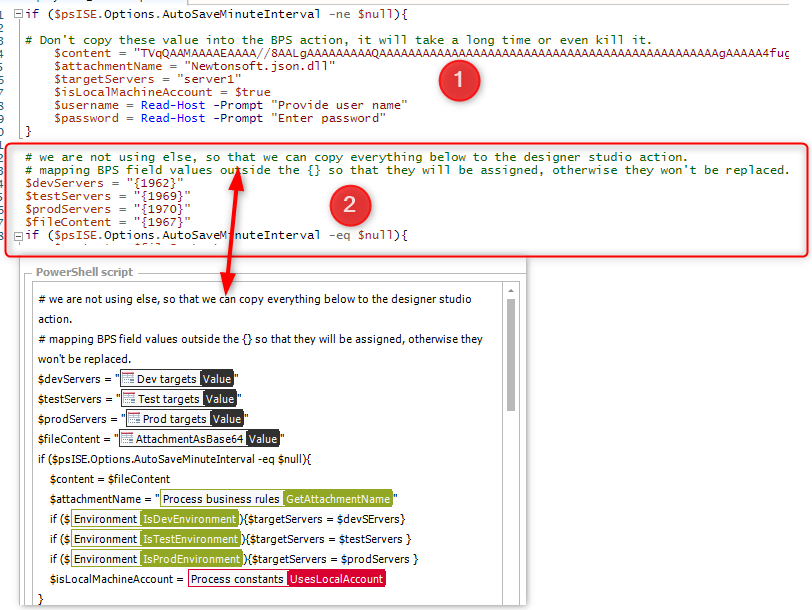 if ($psISE.Options.AutoSaveMinuteInterval -ne $null){
# Don't copy these value into the BPS action, it will take a long time or even kill it.
$attachmentName = "Newtonsoft.json.dll"
$targetServers = "server1"
$isLocalMachineAccount = $true
$username = Read-Host -Prompt "Provide user name"
$password = Read-Host -Prompt "Enter password"
}
1
# we are not using else, so that we can copy everything below to the designer studio action.
# mapping BPS field values outside the {} so that they will be assigned, otherwise they won't be replaced.
$devServers = "{1962}"
$testServers = "{1969}"
$prodServers = "{1970}"
$fileContent = "{1967}"
if ($psISE.Options.AutoSaveMinuteInterval -eq $null){
2
PowerShell script
# we are not using else, so that we can copy everything below to the designer studio
action.
# mapping BPS field values outside the {} so that they will be assigned, otherwise they
won't be replaced.
$devServers = "Dev targets Value"
$testServers = "Test targets Value"
$prodServers = "Prod targets Value"
$fileContent = "AttachmentAsBase64 Value"
if ($psISE.Options.AutoSaveMinuteInterval -eq $null){
$content = $fileContent
$attachmentName = "Process business rules GetAttachmentName"
if ($Environment IsDevEnvironment){$targetServers = $devSErvers}
if ($Environment IsTestEnvironment){$targetServers = $testServers }
if ($Environment IsProdEnvironment){$targetServers = $prodServers }
$isLocalMachineAccount = Process constants UsesLocalAccount
}